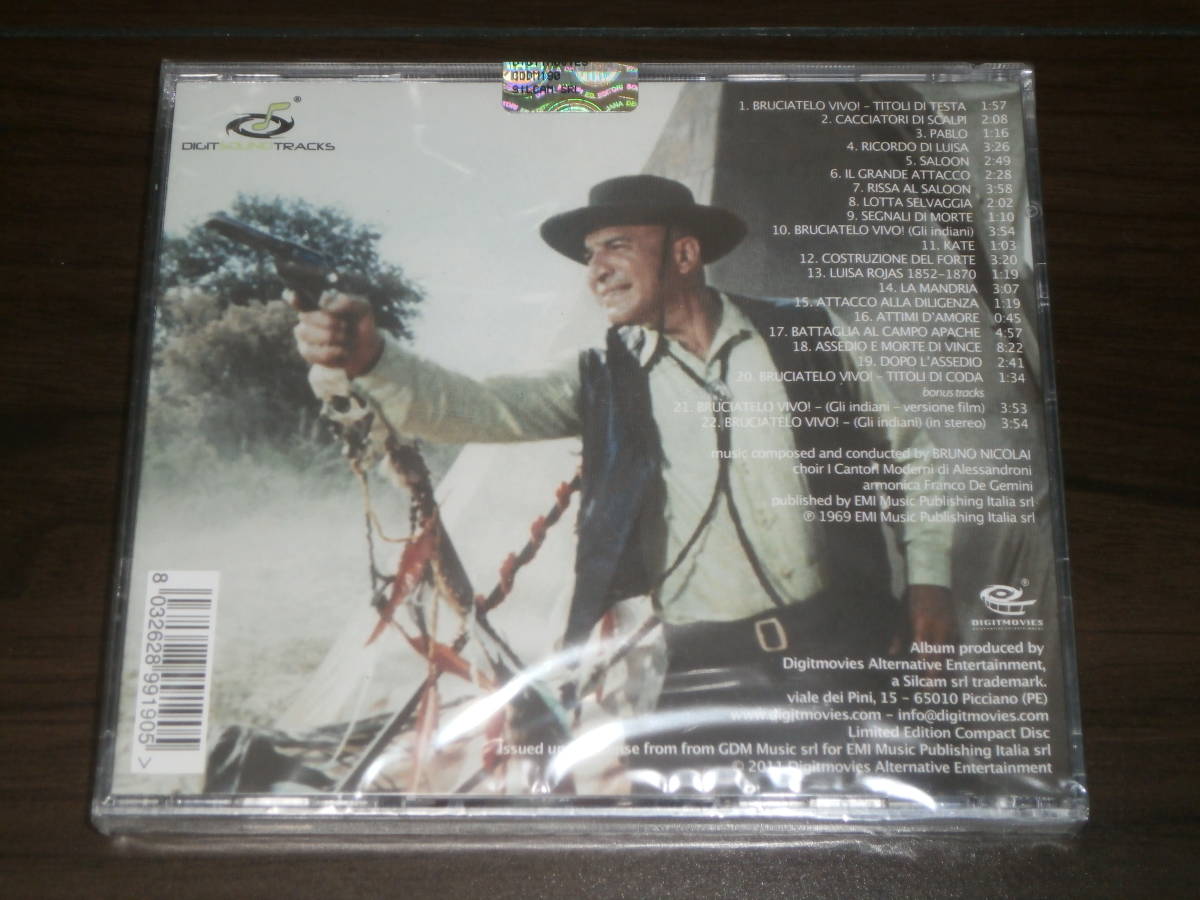 DDDM190
SILCAM SRL
DIGITSOUNDTRACKS
1. BRUCIATELO VIVO! – TITOLI DI TESTA 1:57
2. CACCIATORI DI SCALPI 2:08
3. PABLO 1:16
4. RICORDO DI LUISA 3:26
5. SALOON 2:49
6. IL GRANDE ATTACCO 2:28
7. RISSA AL SALOON 3:58
8. LOTTA SELVAGGIA 2:02
9. SEGNALI DI MORTE 1:10
10. BRUCIATELO VIVO! (Gli indiani) 3:54
11. KATE 1:03
12. COSTRUZIONE DEL FORTE 3:20
13. LUISA ROJAS 1852–1870 1:19
14. LA MANDRIA 3:07
15. ATTACCO ALLA DILIGENZA 1:19
16. ATTIMI D'AMORE 0:45
17. BATTAGLIA AL CAMPO APACHE 4:57
18. ASSEDIO E MORTE DI VINCE 8:22
19. DOPO L'ASSEDIO 2:41
20. BRUCIATELO VIVO! – TITOLI DI CODA 1:34
bonus tracks
21. BRUCIATELO VIVO! – (Gli indiani – versione film) 3:53
22. BRUCIATELO VIVO! – (Gli indiani) (in stereo) 3:54
music composed and conducted by BRUNO NICOLAI
choir I Cantori Moderni di Alessandroni
armonica Franco De Gemini
published by EMI Music Publishing Italia srl
℗ 1969 EMI Music Publishing Italia srl
DIGITMOVIES
Album produced by
Digitmovies Alternative Entertainment,
a Silcam srl trademark.
viale dei Pini, 15 – 65010 Picciano (PE)
www.digitmovies.com – info@digitmovies.com
Limited Edition Compact Disc
Issued from from GDM Music srl for EMI Music Publishing Italia srl
© 2011 Digitmovies Alternative Entertainment
8 032628 991905 >